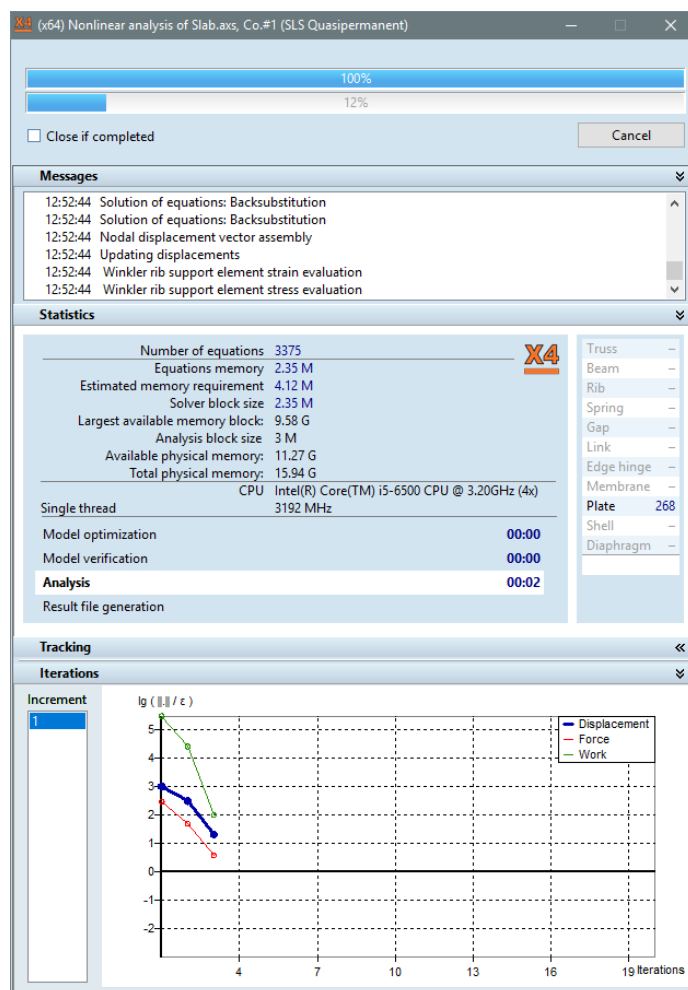 X4 (x64) Nonlinear analysis of Slab.axs, Co.#1 (SLS Quasipermanent)
100%
12%
Close if completed
Cancel
Messages
12:52:44 Solution of equations: Backsubstitution
12:52:44 Solution of equations: Backsubstitution
12:52:44 Nodal displacement vector assembly
12:52:44 Updating displacements
12:52:44 Winkler rib support element strain evaluation
12:52:44 Winkler rib support element stress evaluation
Statistics
Number of equations 3375
Equations memory 2.35 M
Estimated memory requirement 4.12 M
Solver block size 2.35 M
Largest available memory block: 9.58 G
Analysis block size 3 M
Available physical memory: 11.27 G
Total physical memory: 15.94 G
CPU Intel(R) Core(TM) i5-6500 CPU @ 3.20GHz (4x)
Single thread 3192 MHz
X4
Model optimization 00:00
Model verification 00:00
Analysis 00:02
Result file generation
Truss –
Beam –
Rib –
Spring –
Gap –
Link –
Edge hinge –
Membrane –
Plate 268
Shell –
Diaphragm –
Tracking
Iterations
Increment
1
lg ( ||.|| / ε )
5
4
3
2
1
0
-1
-2
Displacement
Force
Work
4 7 10 13 16 19 Iterations